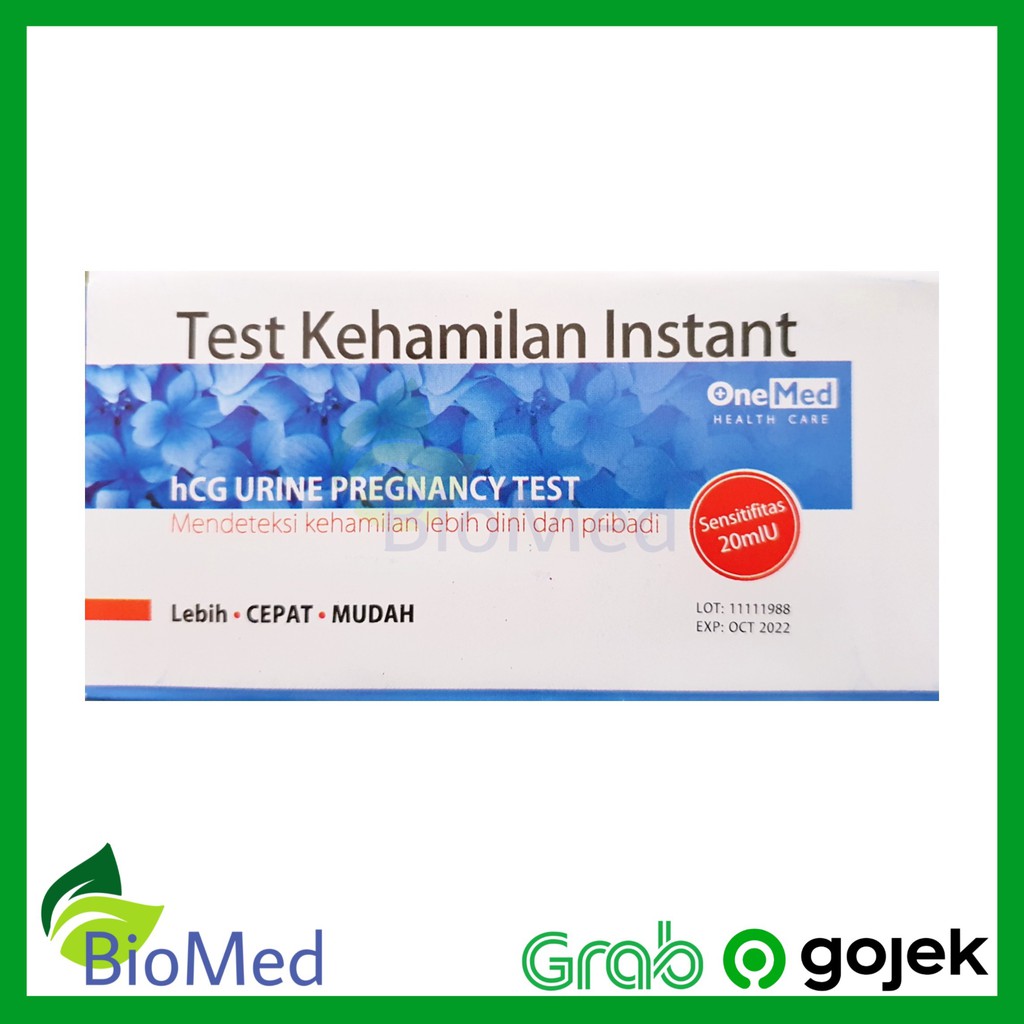 Test Kehamilan Instant
OneMed
HEALTH CARE
hCG URINE PREGNANCY TEST
Mendeteksi kehamilan lebih dini dan pribadi
BioMed
Sensitifitas
20mIU
Lebih • CEPAT • MUDAH
LOT: 11111988
EXP: OCT 2022
BioMed
Grab
gojek